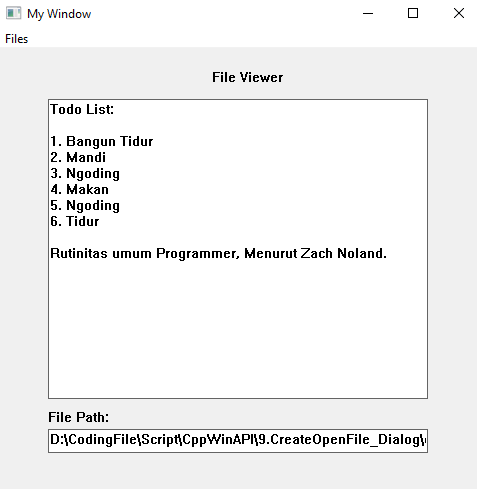 My Window
Files
File Viewer
Todo List:
1. Bangun Tidur
2. Mandi
3. Ngoding
4. Makan
5. Ngoding
6. Tidur
Rutinitas umum Programmer, Menurut Zach Noland.
File Path:
D:\CodingFile\Script\CppWinAPI\9.CreateOpenFile_Dialog\